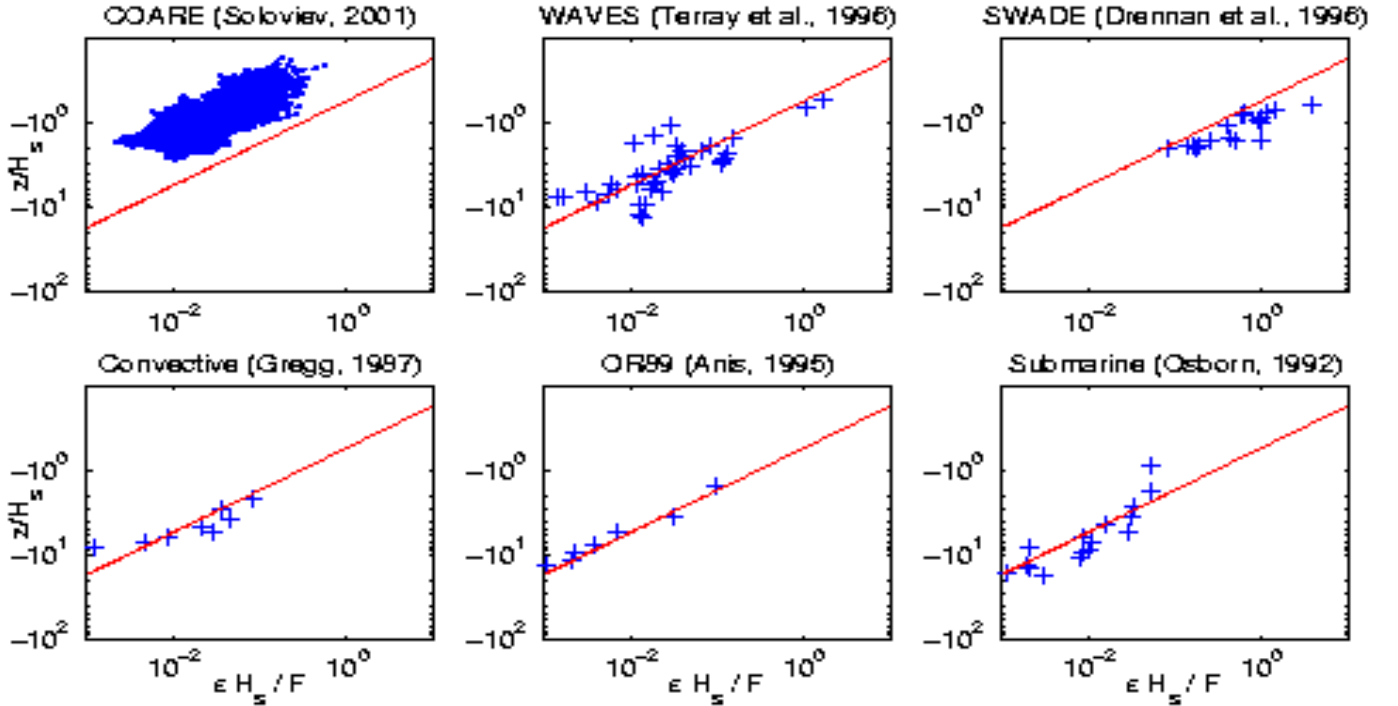 COARE (Soloviev, 2001)
WAVES (Terray et al., 1996)
SWADE (Drennan et al., 1996)
z/H_s
−10^0
−10^1
−10^2
10^−2
10^0
−10^0
−10^1
−10^2
10^−2
10^0
−10^0
−10^1
−10^2
10^−2
10^0
Convective (Gregg, 1987)
OR89 (Anis, 1995)
Submarine (Osborn, 1992)
z/H_s
−10^0
−10^1
−10^2
10^−2
10^0
ε H_s / F
−10^0
−10^1
−10^2
10^−2
10^0
ε H_s / F
−10^0
−10^1
−10^2
10^−2
10^0
ε H_s / F